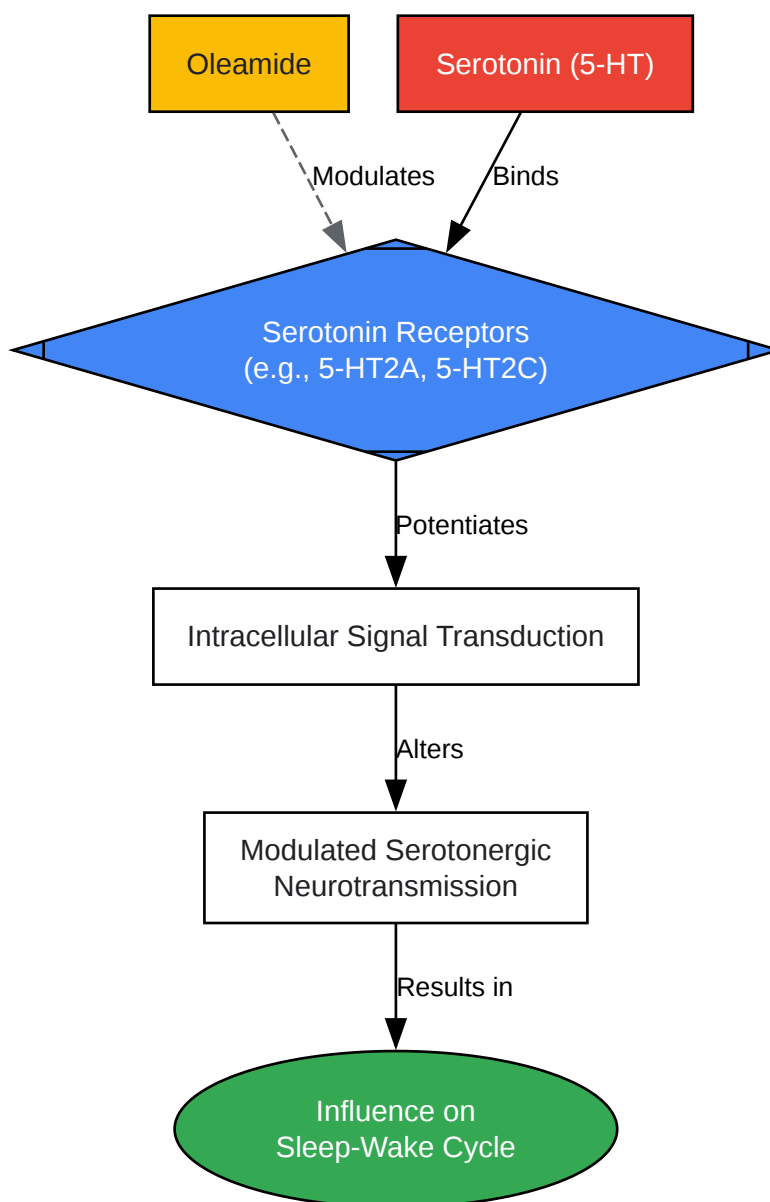 Oleamide
Serotonin (5-HT)
Modulates
Binds
Serotonin Receptors
(e.g., 5-HT2A, 5-HT2C)
Potentiates
Intracellular Signal Transduction
Alters
Modulated Serotonergic
Neurotransmission
Results in
Influence on
Sleep-Wake Cycle